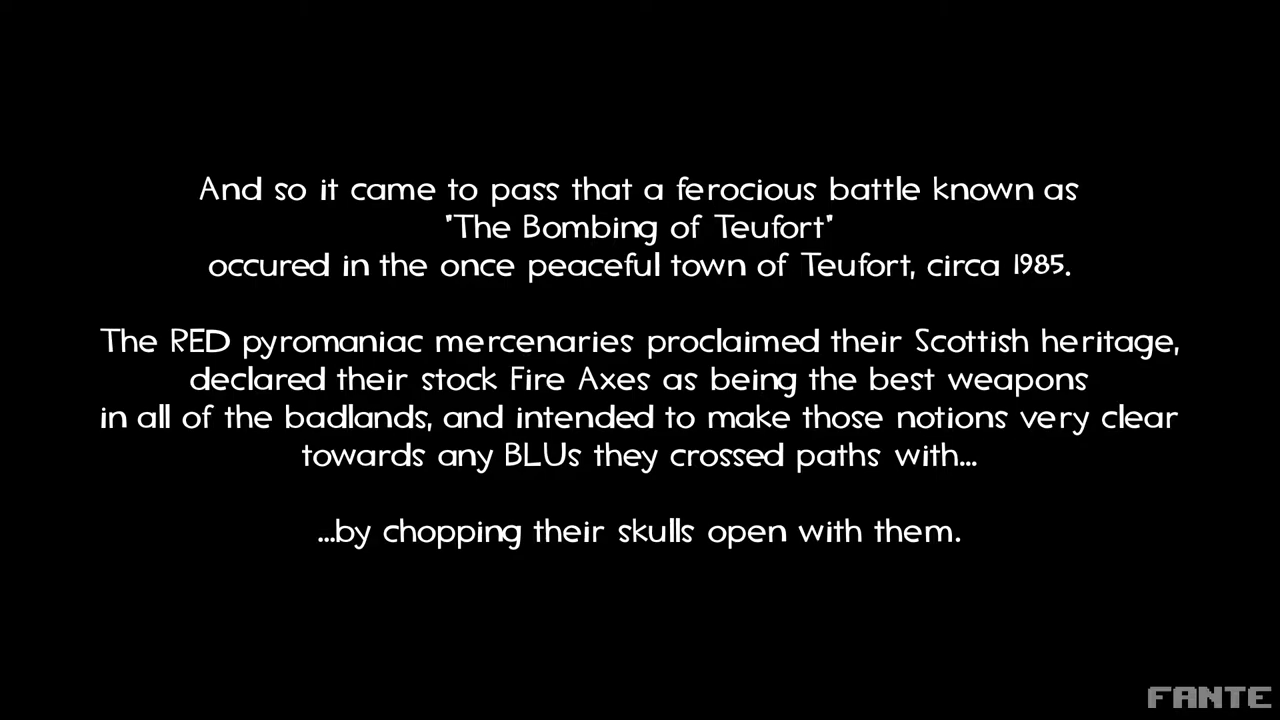 And so it came to pass that a ferocious battle known as
"The Bombing of Teufort"
occured in the once peaceful town of Teufort, circa 1985.
The RED pyromaniac mercenaries proclaimed their Scottish heritage,
declared their stock Fire Axes as being the best weapons
in all of the badlands, and intended to make those notions very clear
towards any BLUs they crossed paths with...
...by chopping their skulls open with them.
FANTE